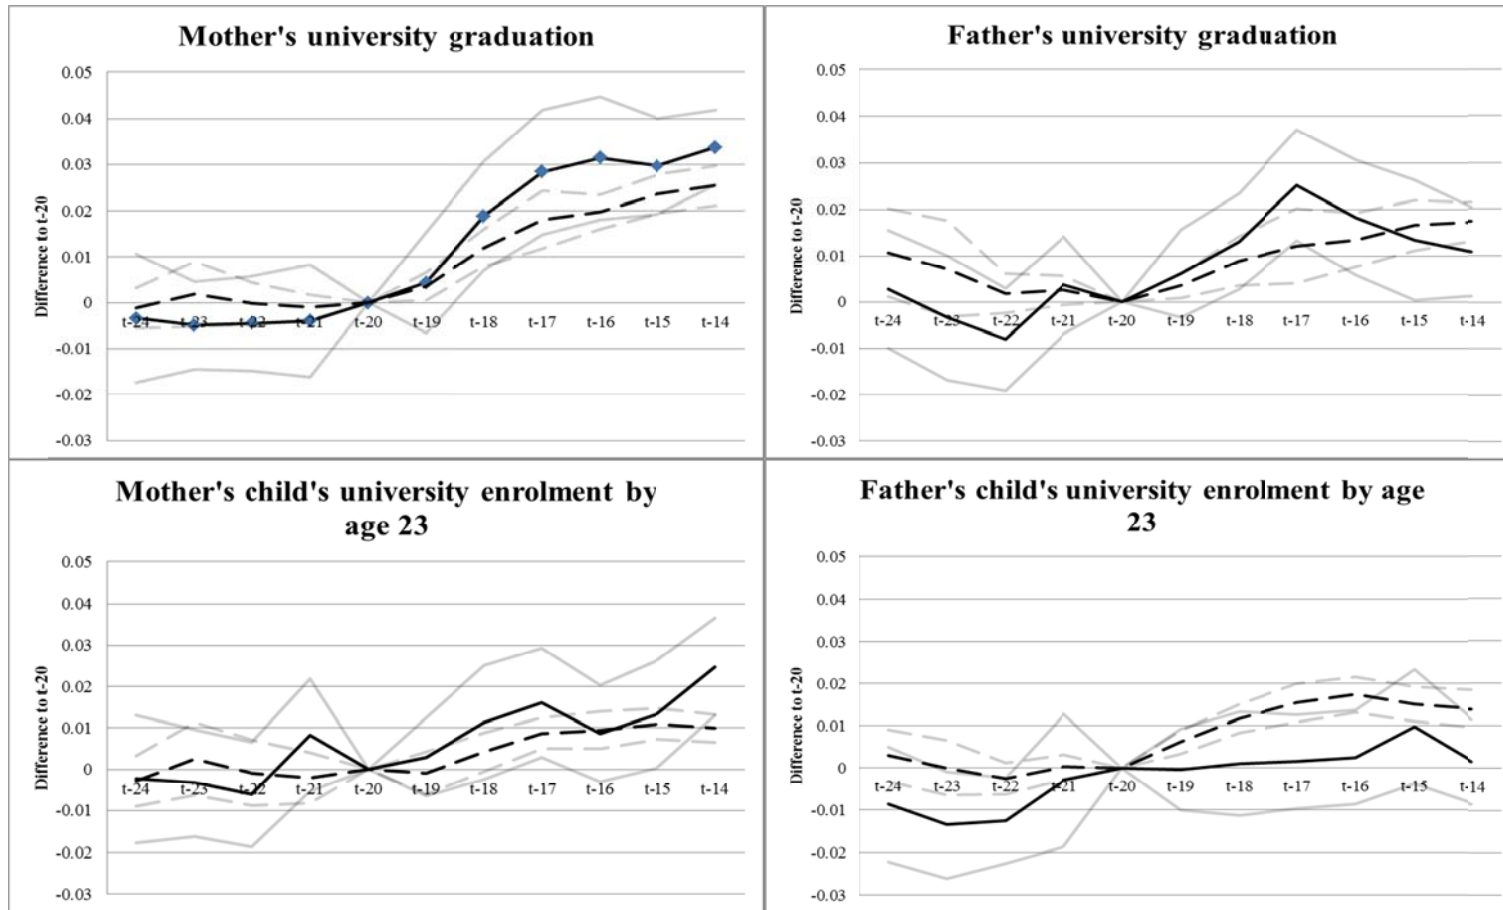 Mother's university graduation
0.05
0.04
0.03
0.02
0.01
0
-0.01
-0.02
-0.03
Difference to t-20
t-24 t-23 t-22 t-21 t-20 t-19 t-18 t-17 t-16 t-15 t-14
Father's university graduation
0.05
0.04
0.03
0.02
0.01
0
-0.01
-0.02
-0.03
Difference to t-20
t-24 t-23 t-22 t-21 t-20 t-19 t-18 t-17 t-16 t-15 t-14
Mother's child's university enrolment by
age 23
0.05
0.04
0.03
0.02
0.01
0
-0.01
-0.02
-0.03
Difference to t-20
t-24 t-23 t-22 t-21 t-20 t-19 t-18 t-17 t-16 t-15 t-14
Father's child's university enrolment by age
23
0.05
0.04
0.03
0.02
0.01
0
-0.01
-0.02
-0.03
Difference to t-20
t-24 t-23 t-22 t-21 t-20 t-19 t-18 t-17 t-16 t-15 t-14